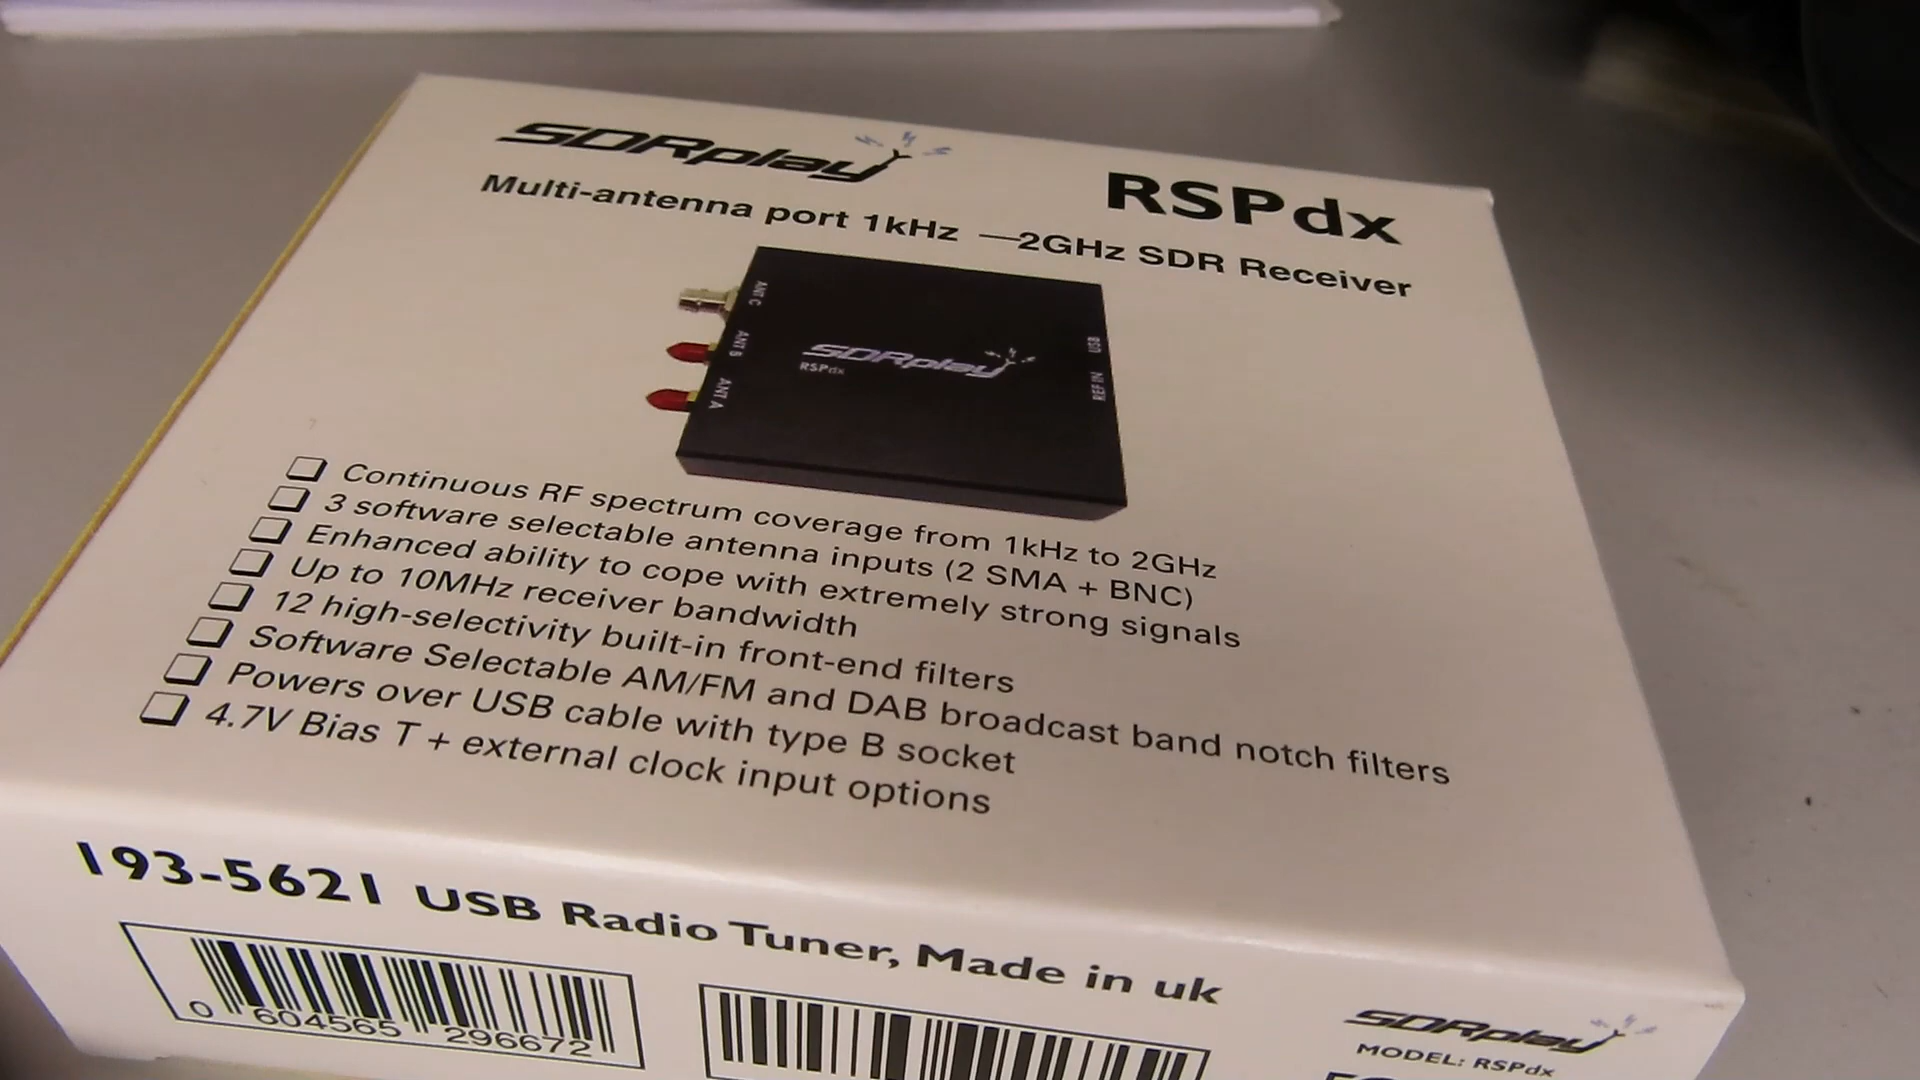 SDRplay
RSPdx
Multi-antenna port 1kHz —2GHz SDR Receiver
ANT C
ANT B
ANT A
SDRplay
RSPdx
USB
REF IN
❏ Continuous RF spectrum coverage from 1kHz to 2GHz
❏ 3 software selectable antenna inputs (2 SMA + BNC)
❏ Enhanced ability to cope with extremely strong signals
❏ Up to 10MHz receiver bandwidth
❏ 12 high-selectivity built-in front-end filters
❏ Software Selectable AM/FM and DAB broadcast band notch filters
❏ Powers over USB cable with type B socket
❏ 4.7V Bias T + external clock input options
193-5621 USB Radio Tuner, Made in uk
0 604565 296672
SDRplay
MODEL: RSPdx